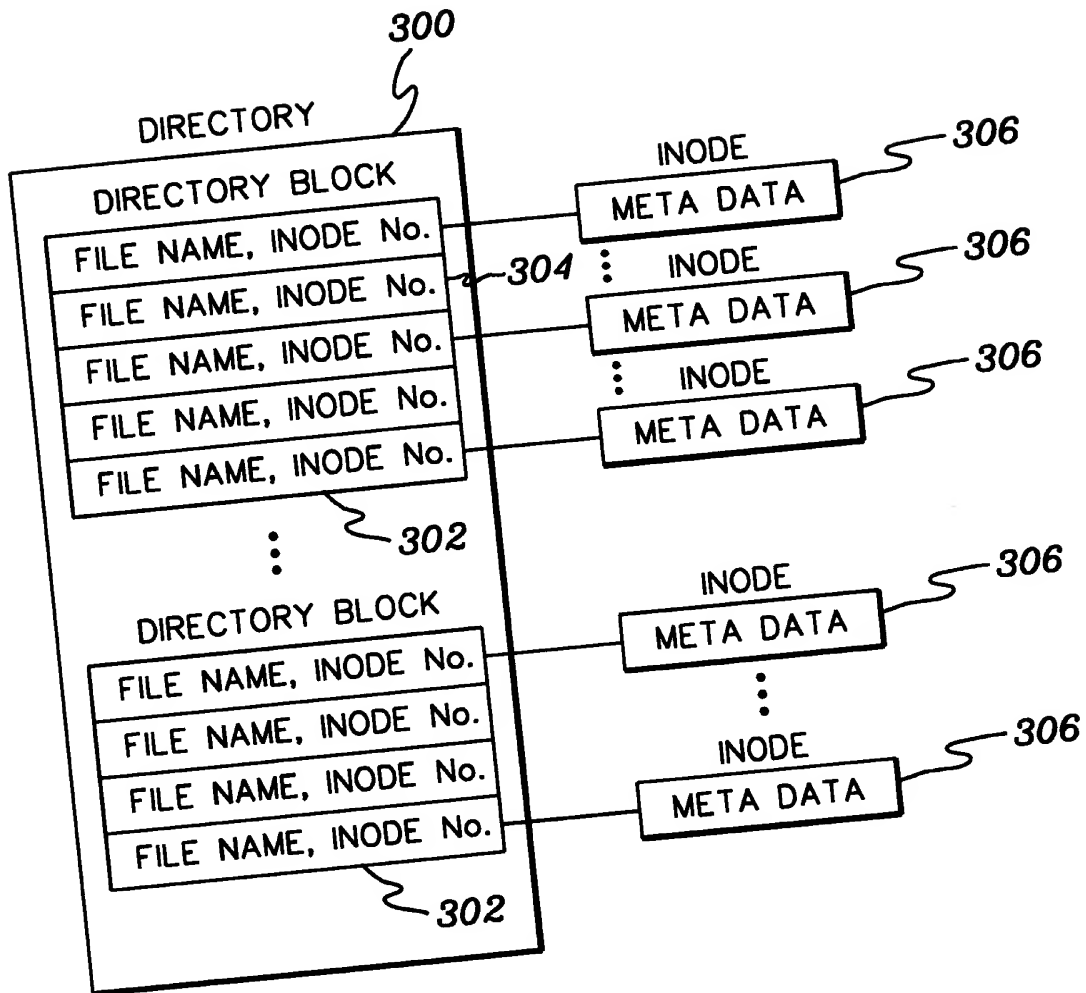 300
DIRECTORY
DIRECTORY BLOCK
FILE NAME, INODE No.
FILE NAME, INODE No.
304
FILE NAME, INODE No.
FILE NAME, INODE No.
FILE NAME, INODE No.
302
INODE
META DATA
306
INODE
META DATA
306
INODE
META DATA
306
DIRECTORY BLOCK
FILE NAME, INODE No.
FILE NAME, INODE No.
FILE NAME, INODE No.
FILE NAME, INODE No.
302
INODE
META DATA
306
INODE
META DATA
306